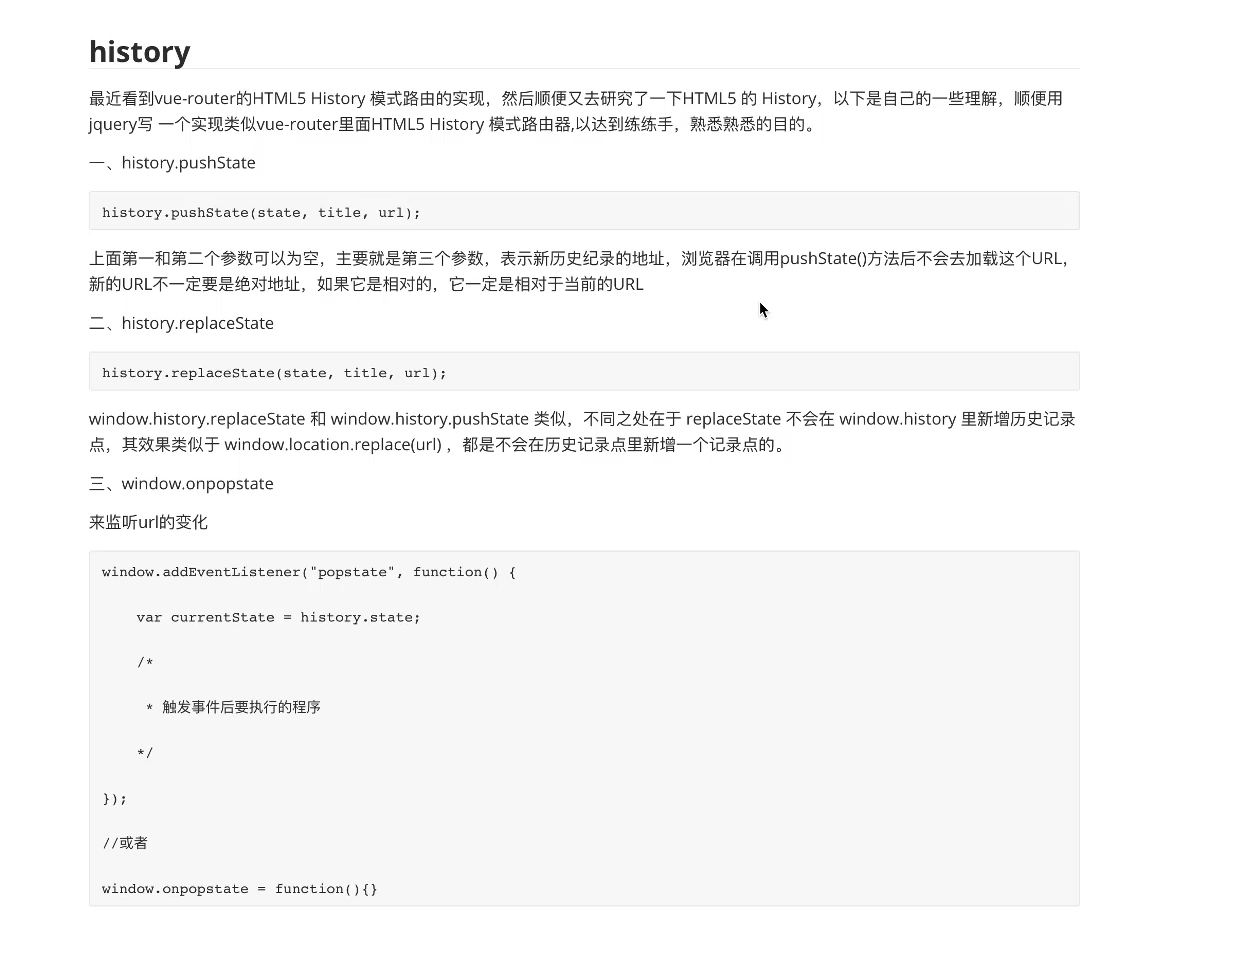 history
最近看到vue-router的HTML5 History 模式路由的实现，然后顺便又去研究了一下HTML5 的 History，以下是自己的一些理解，顺便用
jquery写 一个实现类似vue-router里面HTML5 History 模式路由器,以达到练练手，熟悉熟悉的目的。
一、history.pushState
history.pushState(state, title, url);
上面第一和第二个参数可以为空，主要就是第三个参数，表示新历史纪录的地址，浏览器在调用pushState()方法后不会去加载这个URL，
新的URL不一定要是绝对地址，如果它是相对的，它一定是相对于当前的URL
二、history.replaceState
history.replaceState(state, title, url);
window.history.replaceState 和 window.history.pushState 类似，不同之处在于 replaceState 不会在 window.history 里新增历史记录
点，其效果类似于 window.location.replace(url) ，都是不会在历史记录点里新增一个记录点的。
三、window.onpopstate
来监听url的变化
window.addEventListener("popstate", function() {
    var currentState = history.state;
    /*
     * 触发事件后要执行的程序
    */
});
//或者
window.onpopstate = function(){}